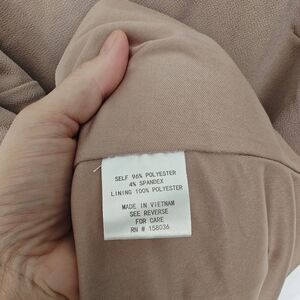 SELF 96% POLYESTER
4% SPANDEX
LINING 100% POLYESTER
MADE IN VIETNAM
SEE REVERSE
FOR CARE
RN # 158036